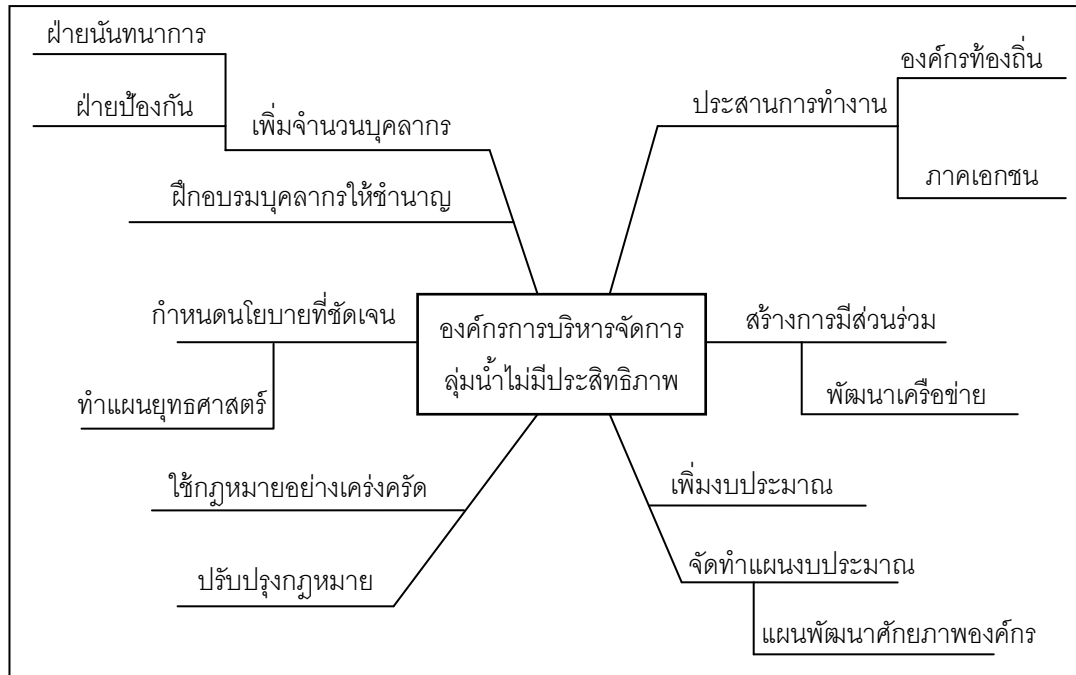 ฝ่ายนันทนาการ
ฝ่ายป้องกัน
เพิ่มจำนวนบุคลากร
ฝึกอบรมบุคลากรให้ชำนาญ
กำหนดนโยบายที่ชัดเจน
ทำแผนยุทธศาสตร์
ใช้กฎหมายอย่างเคร่งครัด
ปรับปรุงกฎหมาย
องค์กรการบริหารจัดการ
ลุ่มน้ำไม่มีประสิทธิภาพ
องค์กรท้องถิ่น
ประสานการทำงาน
ภาคเอกชน
สร้างการมีส่วนร่วม
พัฒนาเครือข่าย
เพิ่มงบประมาณ
จัดทำแผนงบประมาณ
แผนพัฒนาศักยภาพองค์กร